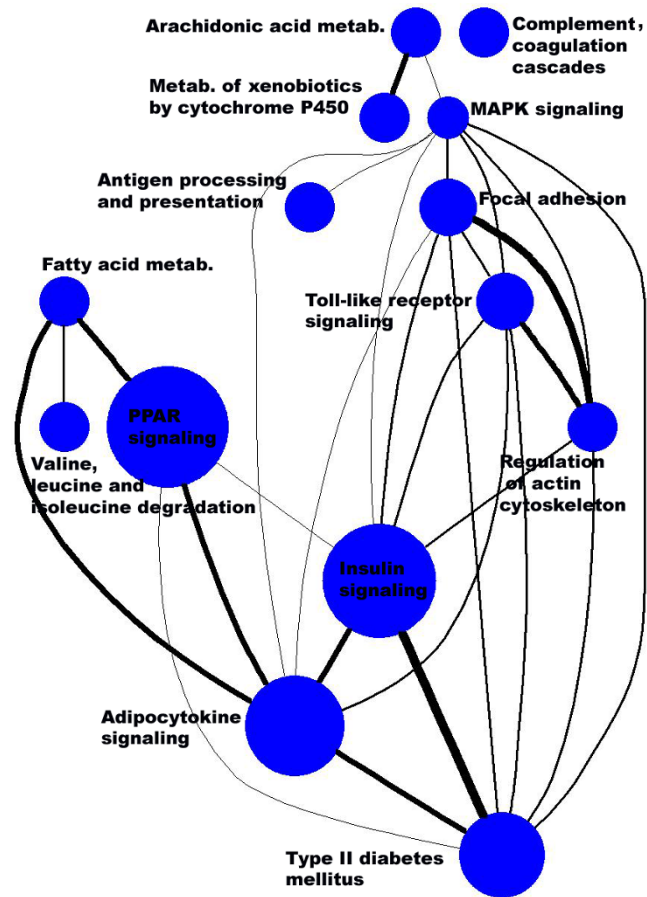 Arachidonic acid metab.
Complement,
coagulation
cascades
Metab. of xenobiotics
by cytochrome P450
MAPK signaling
Antigen processing
and presentation
Focal adhesion
Fatty acid metab.
Toll-like receptor
signaling
PPAR
signaling
Valine,
leucine and
isoleucine degradation
Regulation
of actin
cytoskeleton
Insulin
signaling
Adipocytokine
signaling
Type II diabetes
mellitus